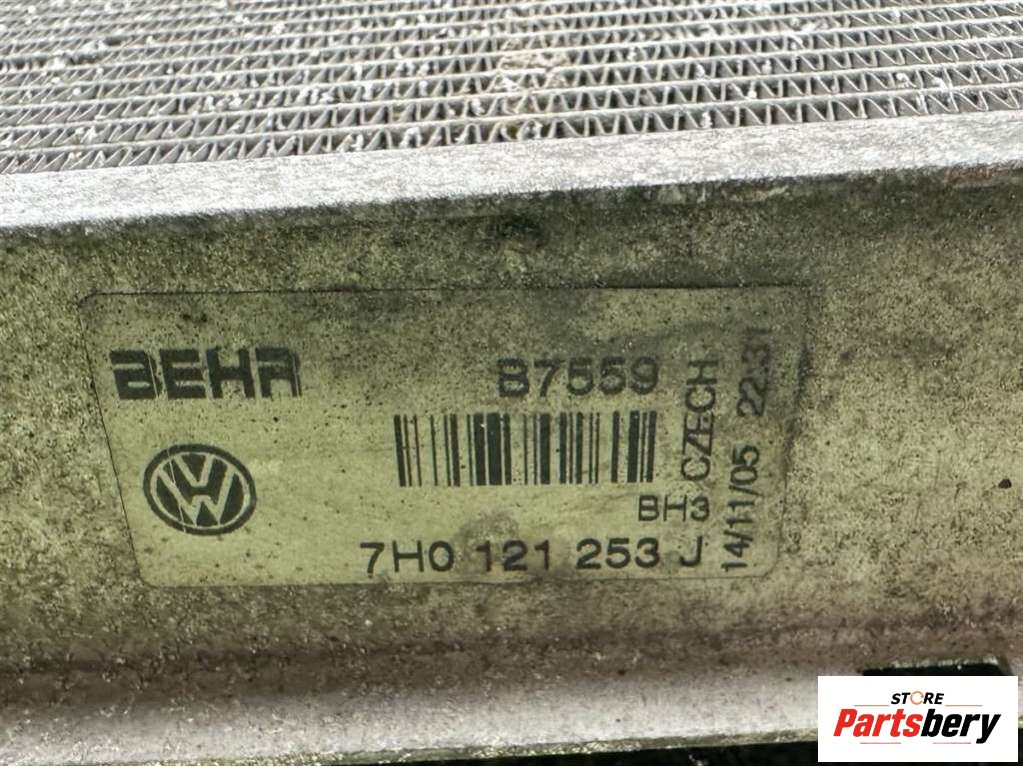 BEHR
B7559
CZECH
14/11/05 22:31
BH3
7H0 121 253 J
STORE
Partsbery